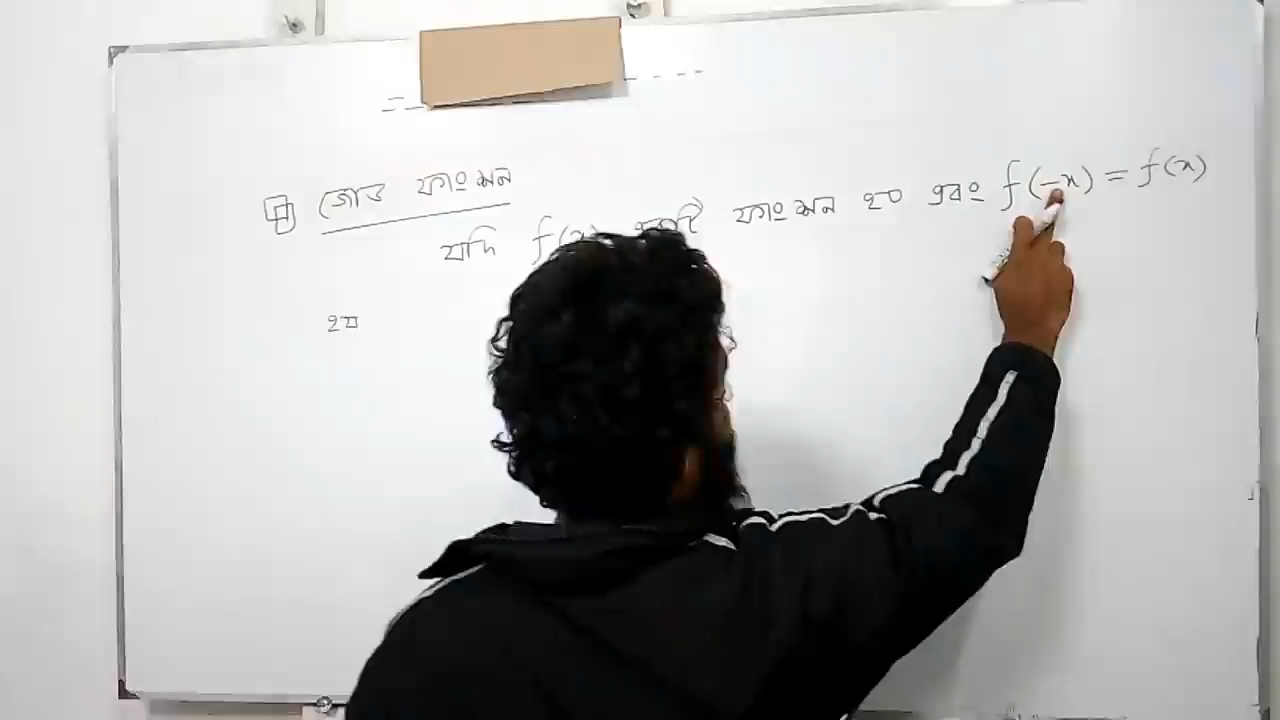 জোড ফাংশন
যদি f(x) একটি ফাংশন হয় এবং f(-x) = f(x)
হয